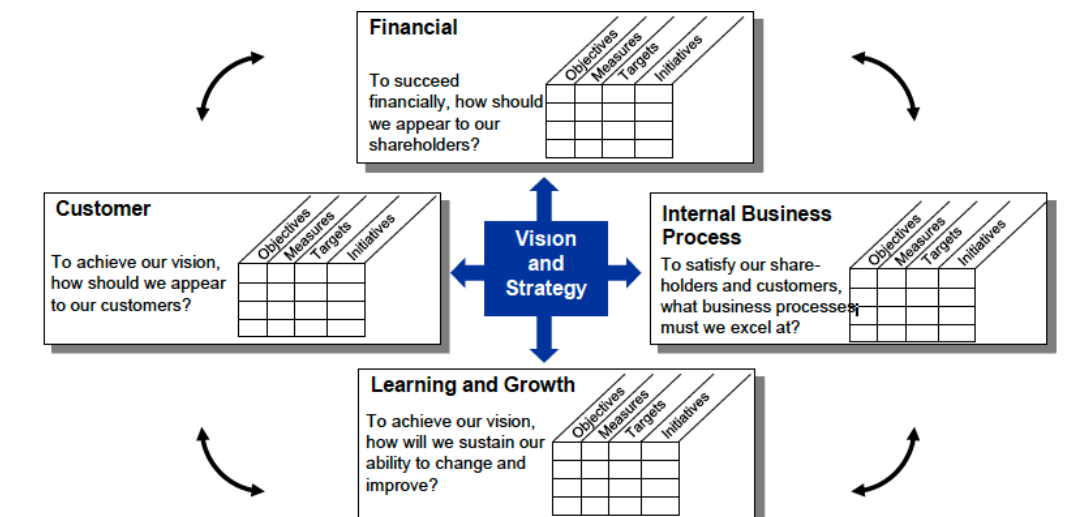 Financial
Objectives
Measures
Targets
Initiatives
To succeed
financially, how should
we appear to our
shareholders?
Customer
Objectives
Measures
Targets
Initiatives
To achieve our vision,
how should we appear
to our customers?
Vision
and
Strategy
Internal Business
Process
Objectives
Measures
Targets
Initiatives
To satisfy our share-
holders and customers,
what business processes
must we excel at?
Learning and Growth
Objectives
Measures
Targets
Initiatives
To achieve our vision,
how will we sustain our
ability to change and
improve?